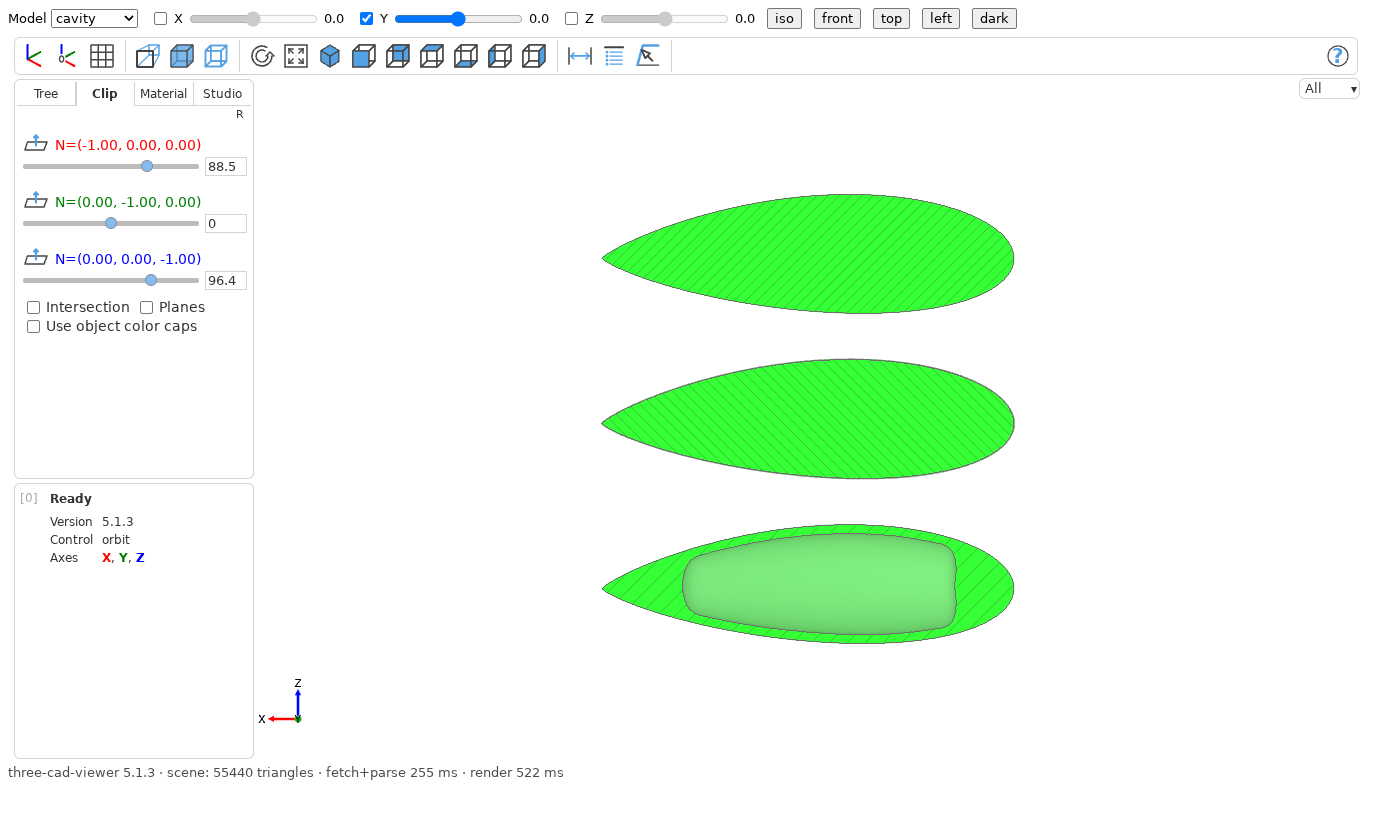 Model cavity X 0.0 Y 0.0 Z 0.0 iso front top left dark
0 ?
Tree Clip Material Studio All
R
N=(-1.00, 0.00, 0.00)
88.5
N=(0.00, -1.00, 0.00)
0
N=(0.00, 0.00, -1.00)
96.4
Intersection Planes
Use object color caps
[0] Ready
Version 5.1.3
Control orbit
Axes X, Y, Z
Z
X Y
three-cad-viewer 5.1.3 · scene: 55440 triangles · fetch+parse 255 ms · render 522 ms